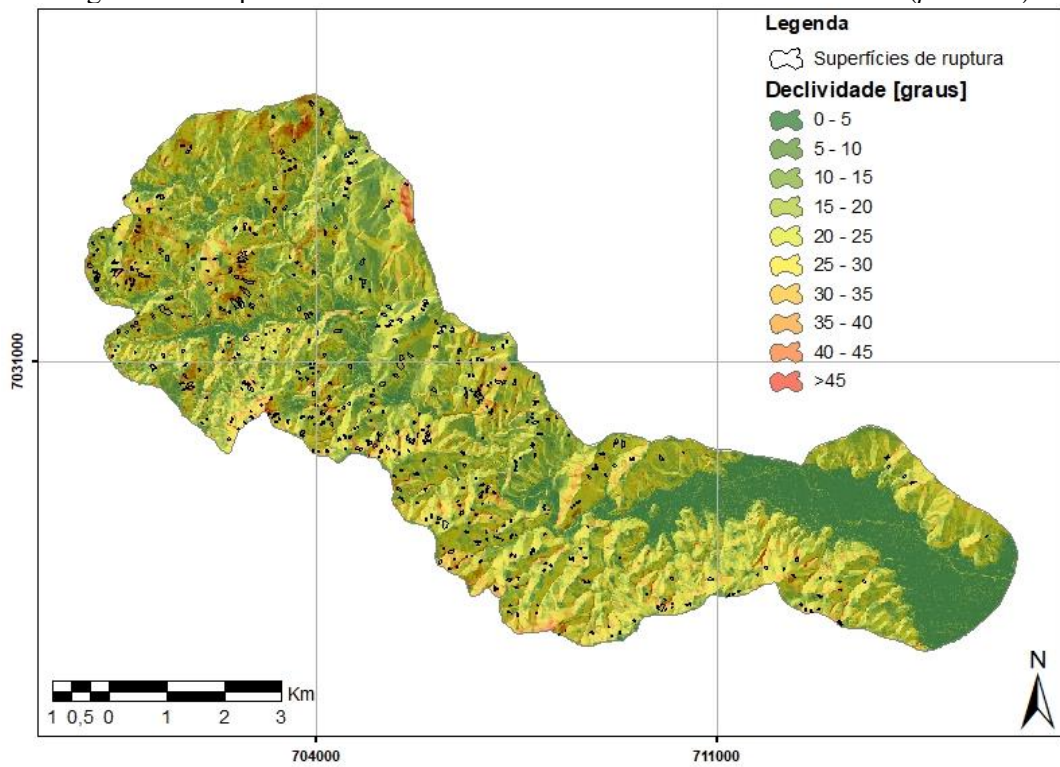 Legenda
Superfícies de ruptura
Declividade [graus]
0 - 5
5 - 10
10 - 15
15 - 20
20 - 25
25 - 30
30 - 35
35 - 40
40 - 45
>45
7031000
N
Km
1 0,5 0 1 2 3
704000 711000